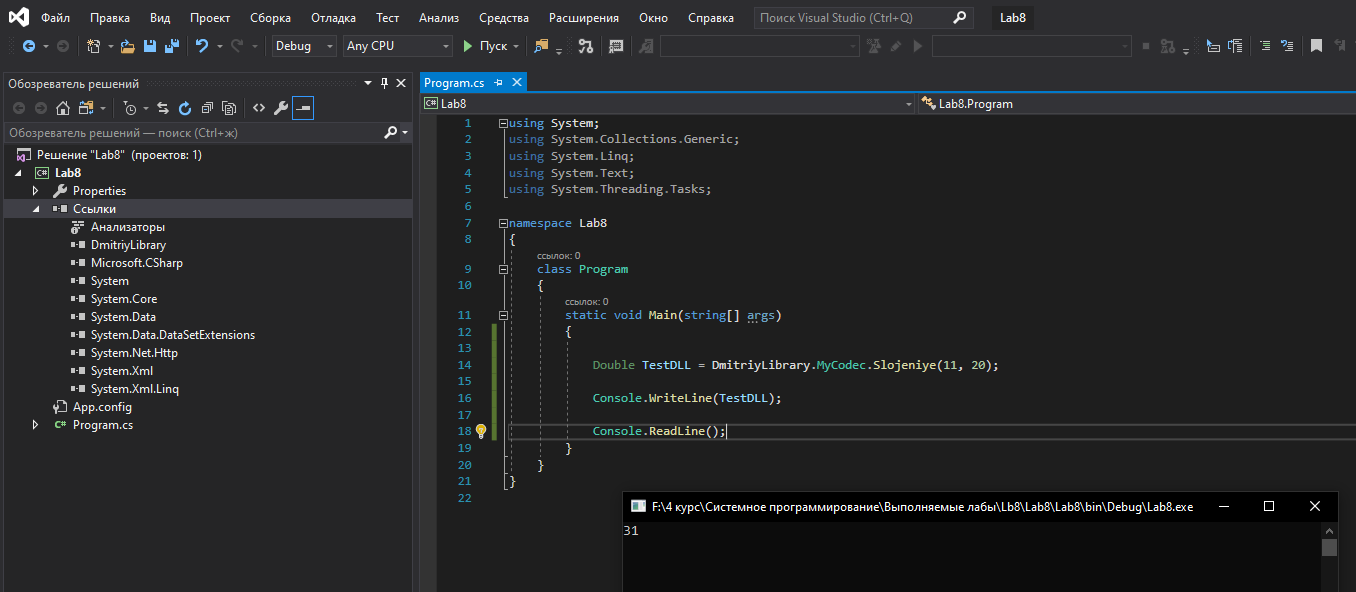 Файл Правка Вид Проект Сборка Отладка Тест Анализ Средства Расширения Окно Справка Поиск Visual Studio (Ctrl+Q) Lab8
Debug Any CPU Пуск
Обозреватель решений
Обозреватель решений — поиск (Ctrl+ж)
Решение "Lab8" (проектов: 1)
C# Lab8
Properties
Ссылки
Анализаторы
DmitriyLibrary
Microsoft.CSharp
System
System.Core
System.Data
System.Data.DataSetExtensions
System.Net.Http
System.Xml
System.Xml.Linq
App.config
C# Program.cs
Program.cs
C# Lab8 Lab8.Program
1 using System;
2 using System.Collections.Generic;
3 using System.Linq;
4 using System.Text;
5 using System.Threading.Tasks;
6
7 namespace Lab8
8 {
ссылок: 0
9 class Program
10 {
ссылок: 0
11 static void Main(string[] args)
12 {
13
14 Double TestDLL = DmitriyLibrary.MyCodec.Slojeniye(11, 20);
15
16 Console.WriteLine(TestDLL);
17
18 Console.ReadLine();
19 }
20 }
21 }
22
F:\4 курс\Системное программирование\Выполняемые лабы\Lb8\Lab8\Lab8\bin\Debug\Lab8.exe
31